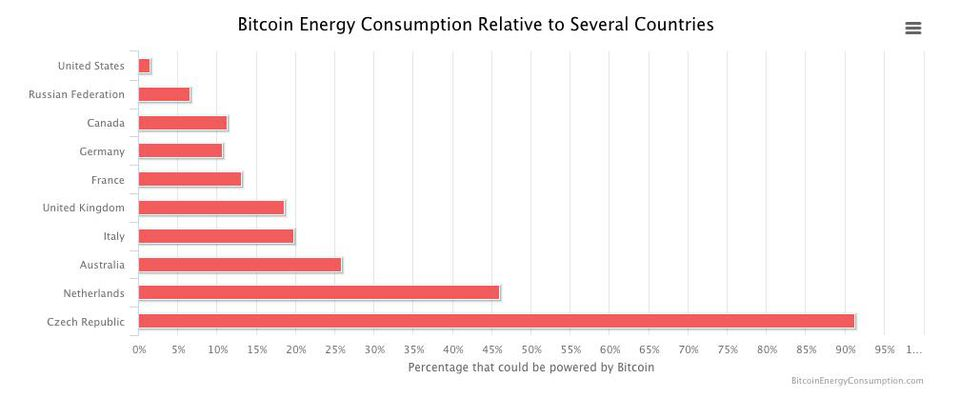 Bitcoin Energy Consumption Relative to Several Countries
United States
Russian Federation
Canada
Germany
France
United Kingdom
Italy
Australia
Netherlands
Czech Republic
0% 5% 10% 15% 20% 25% 30% 35% 40% 45% 50% 55% 60% 65% 70% 75% 80% 85% 90% 95% 1...
Percentage that could be powered by Bitcoin
BitcoinEnergyConsumption.com